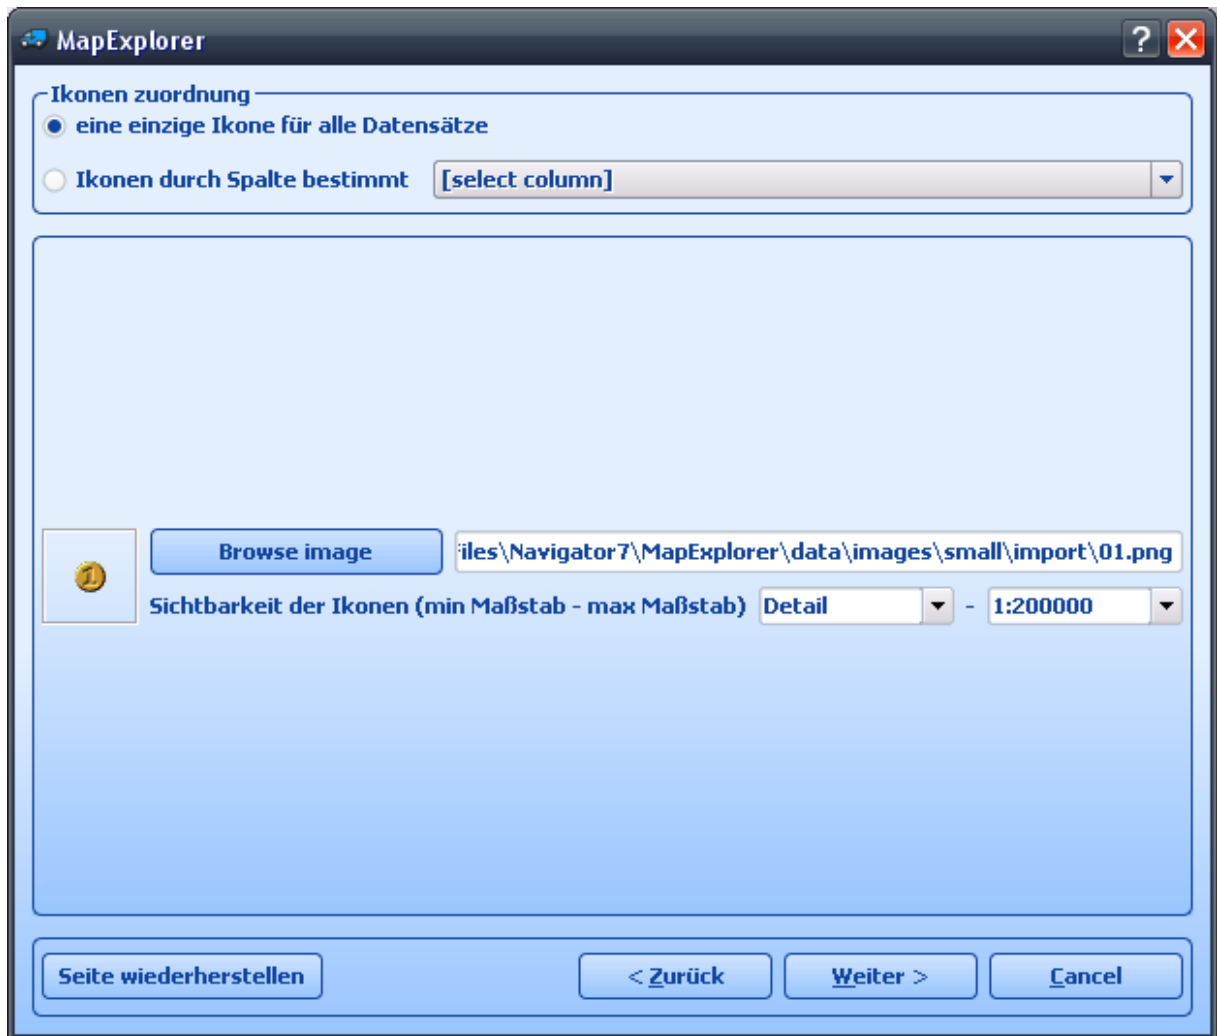 MapExplorer
Ikonen zuordnung
eine einzige Ikone für alle Datensätze
Ikonen durch Spalte bestimmt [select column]
1
Browse image iles\Navigator7\MapExplorer\data\images\small\import\01.png
Sichtbarkeit der Ikonen (min Maßstab - max Maßstab) Detail - 1:200000
Seite wiederherstellen < Zurück Weiter > Cancel